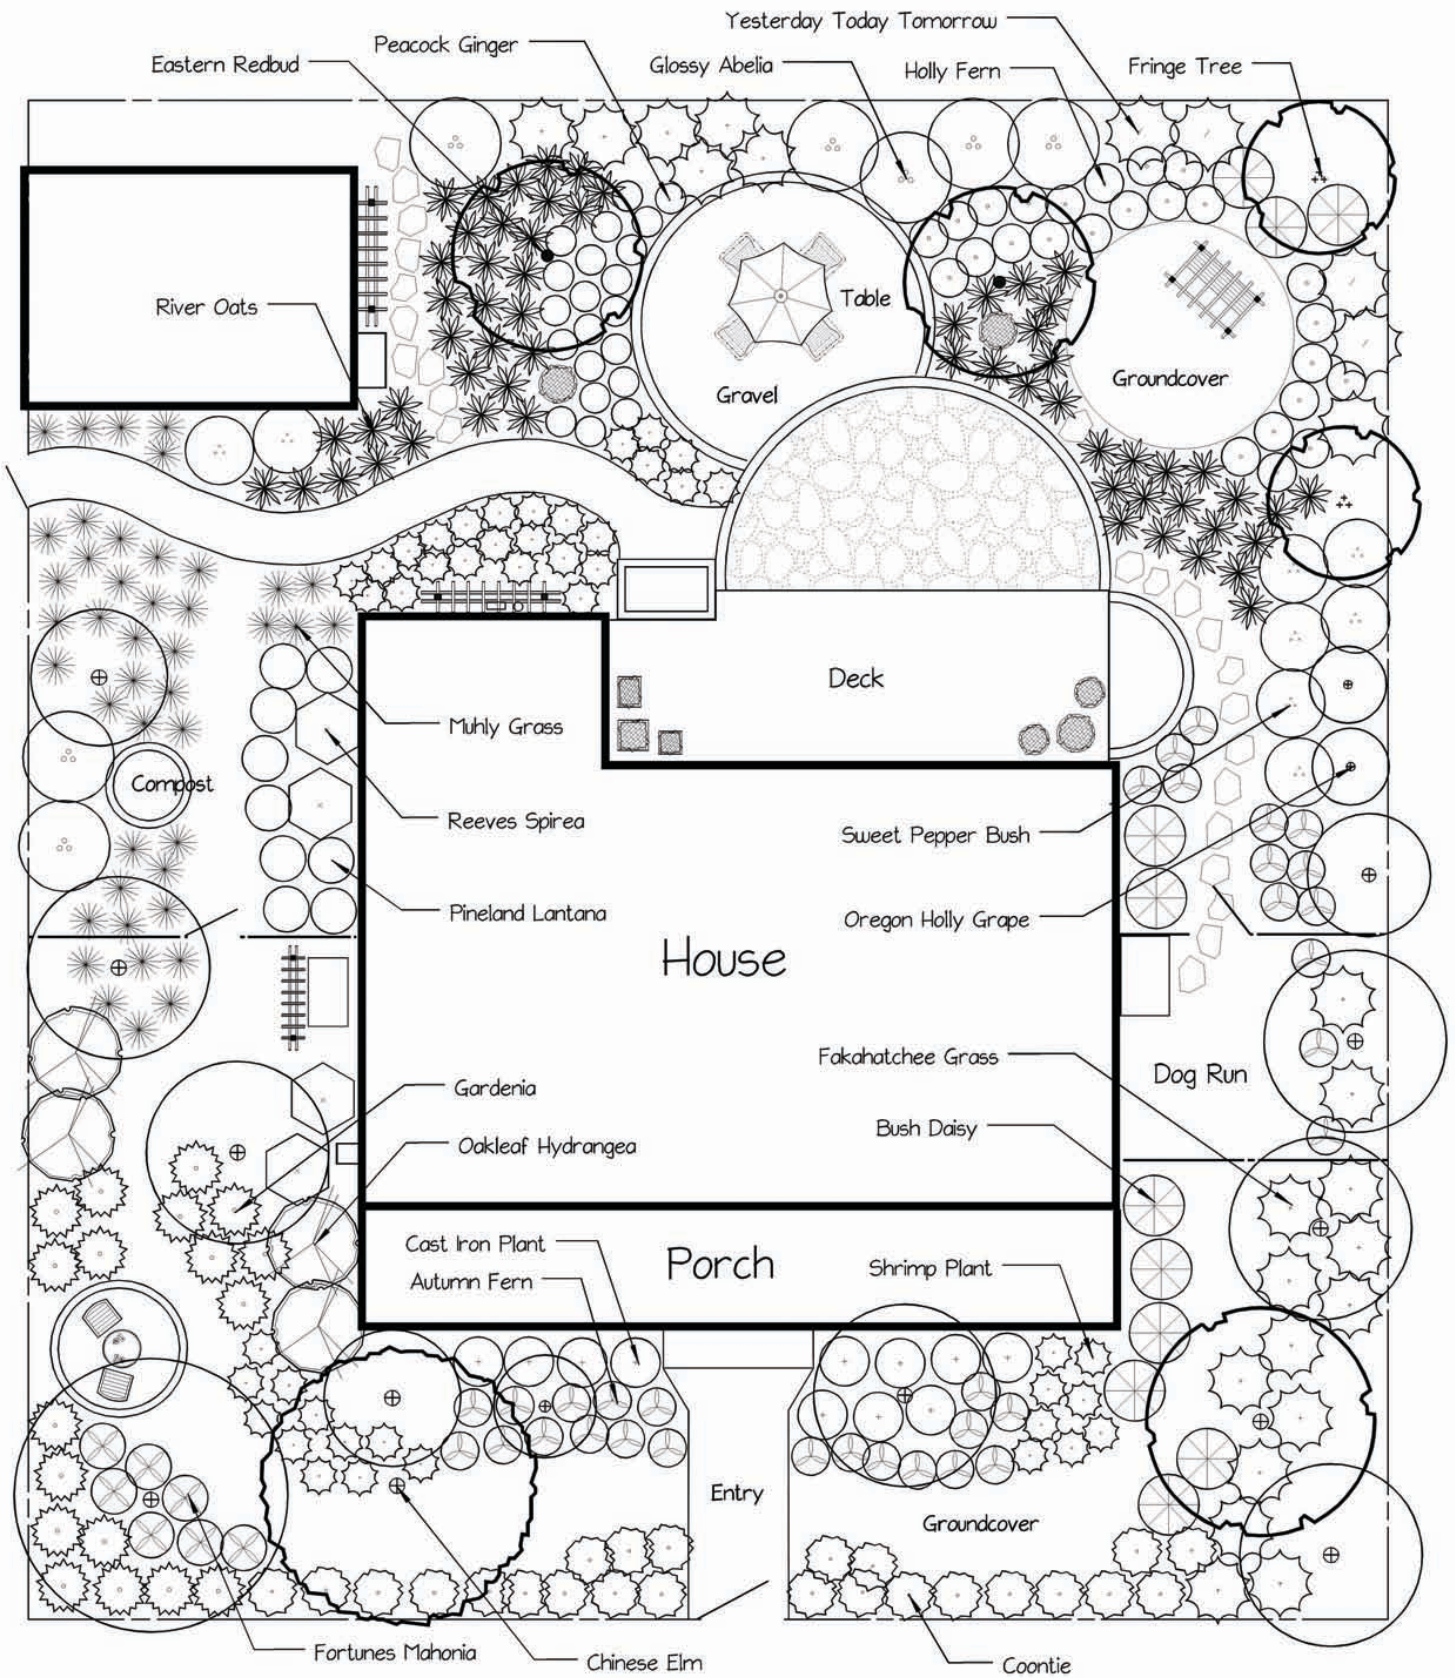 Yesterday Today Tomorrow
Peacock Ginger
Eastern Redbud
Glossy Abelia
Holly Fern
Fringe Tree
River Oats
Table
Gravel
Groundcover
Deck
Muhly Grass
Compost
Reeves Spirea
Sweet Pepper Bush
Pineland Lantana
Oregon Holly Grape
House
Fakahatchee Grass
Dog Run
Gardenia
Bush Daisy
Oakleaf Hydrangea
Cast Iron Plant
Porch
Shrimp Plant
Autumn Fern
Entry
Groundcover
Fortunes Mahonia
Chinese Elm
Coontie